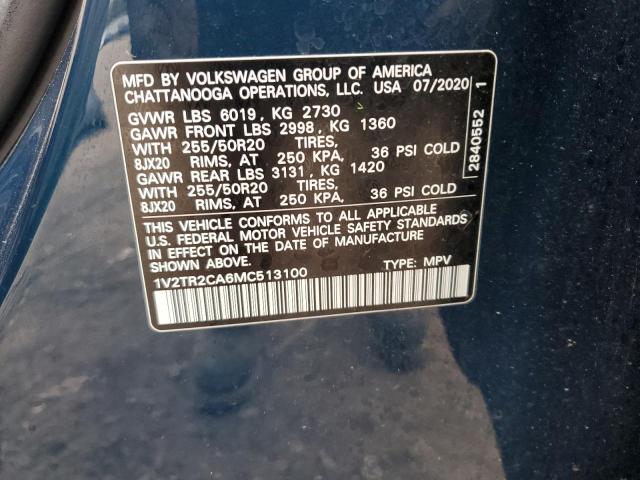 MFD BY VOLKSWAGEN GROUP OF AMERICA
CHATTANOOGA OPERATIONS, LLC. USA 07/2020
GVWR LBS 6019, KG 2730
GAWR FRONT LBS 2998, KG 1360
WITH 255/50R20 TIRES,
8JX20 RIMS, AT 250 KPA, 36 PSI COLD
GAWR REAR LBS 3131, KG 1420
WITH 255/50R20 TIRES,
8JX20 RIMS, AT 250 KPA, 36 PSI COLD
THIS VEHICLE CONFORMS TO ALL APPLICABLE
U.S. FEDERAL MOTOR VEHICLE SAFETY STANDARDS
IN EFFECT ON THE DATE OF MANUFACTURE
SHOWN ABOVE.
1V2TR2CA6MC513100 TYPE: MPV
2840552 1